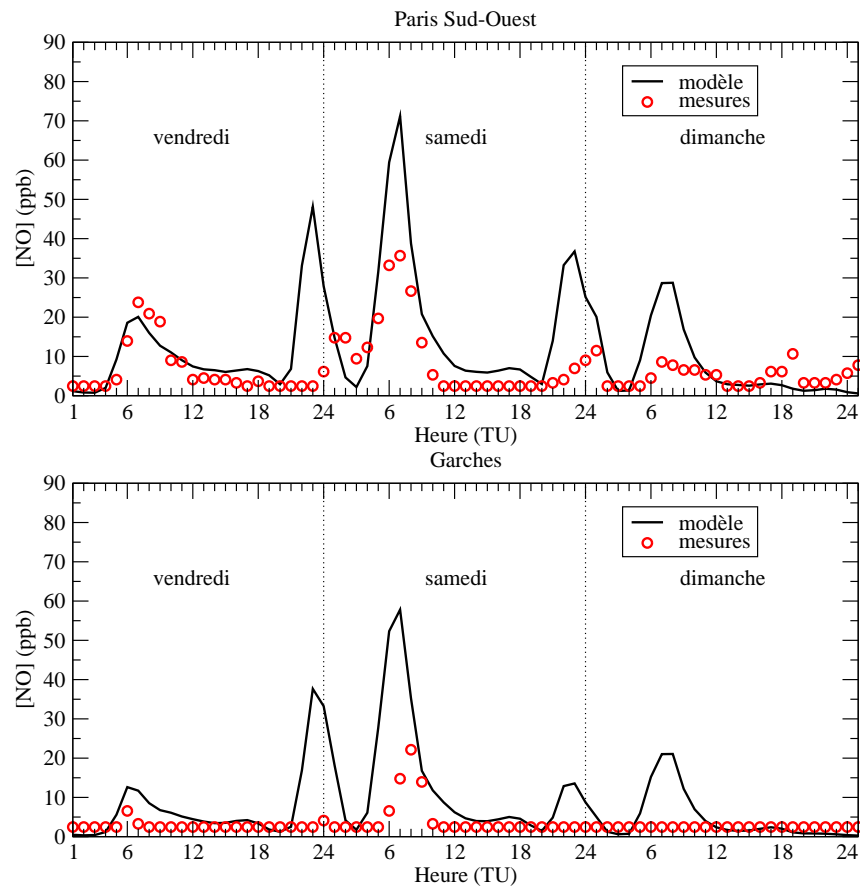 Paris Sud-Ouest
90
80
70
60
50
40
30
20
10
0
[NO] (ppb)
modèle
mesures
vendredi
samedi
dimanche
1 6 12 18 24 6 12 18 24 6 12 18 24
Heure (TU)
Garches
90
80
70
60
50
40
30
20
10
0
[NO] (ppb)
modèle
mesures
vendredi
samedi
dimanche
1 6 12 18 24 6 12 18 24 6 12 18 24
Heure (TU)